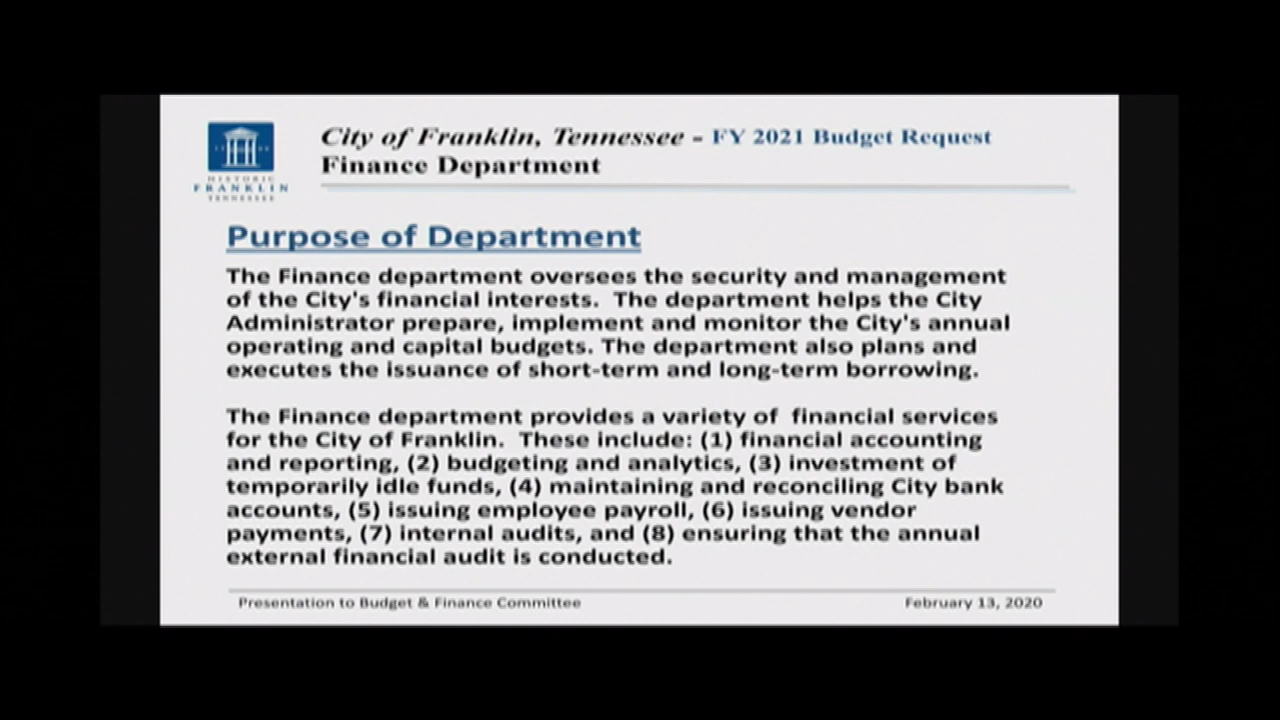 City of Franklin, Tennessee - FY 2021 Budget Request
Finance Department
HISTORIC
FRANKLIN
TENNESSEE
Purpose of Department
The Finance department oversees the security and management
of the City's financial interests.  The department helps the City
Administrator prepare, implement and monitor the City's annual
operating and capital budgets. The department also plans and
executes the issuance of short-term and long-term borrowing.
The Finance department provides a variety of  financial services
for the City of Franklin.  These include: (1) financial accounting
and reporting, (2) budgeting and analytics, (3) investment of
temporarily idle funds, (4) maintaining and reconciling City bank
accounts, (5) issuing employee payroll, (6) issuing vendor
payments, (7) internal audits, and (8) ensuring that the annual
external financial audit is conducted.
Presentation to Budget & Finance Committee
February 13, 2020